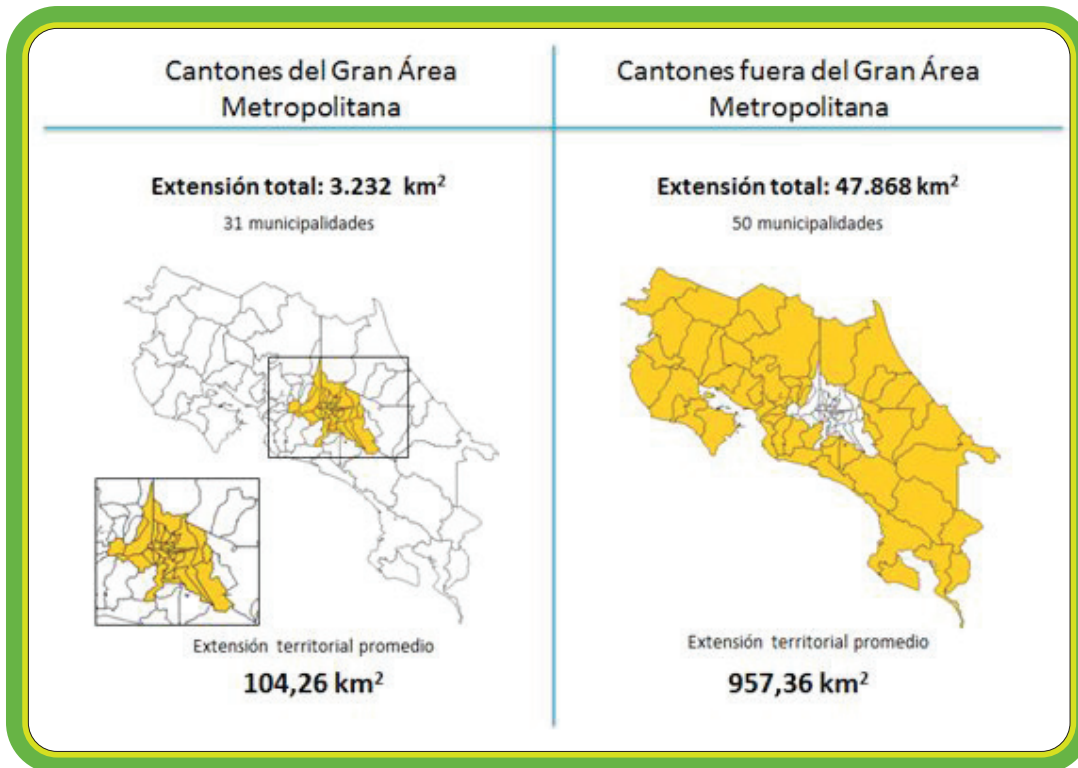 Cantones del Gran Área
Metropolitana
Extensión total: 3.232 km²
31 municipalidades
Extensión territorial promedio
104,26 km²
Cantones fuera del Gran Área
Metropolitana
Extensión total: 47.868 km²
50 municipalidades
Extensión territorial promedio
957,36 km²